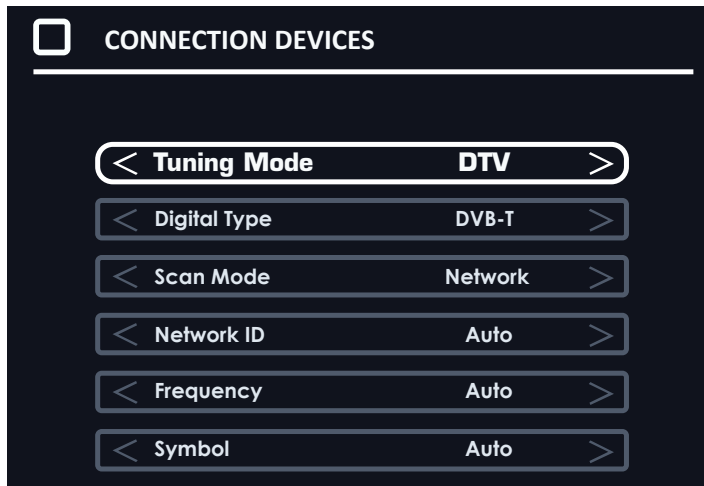 CONNECTION DEVICES
< Tuning Mode DTV >
< Digital Type DVB-T >
< Scan Mode Network >
< Network ID Auto >
< Frequency Auto >
< Symbol Auto >